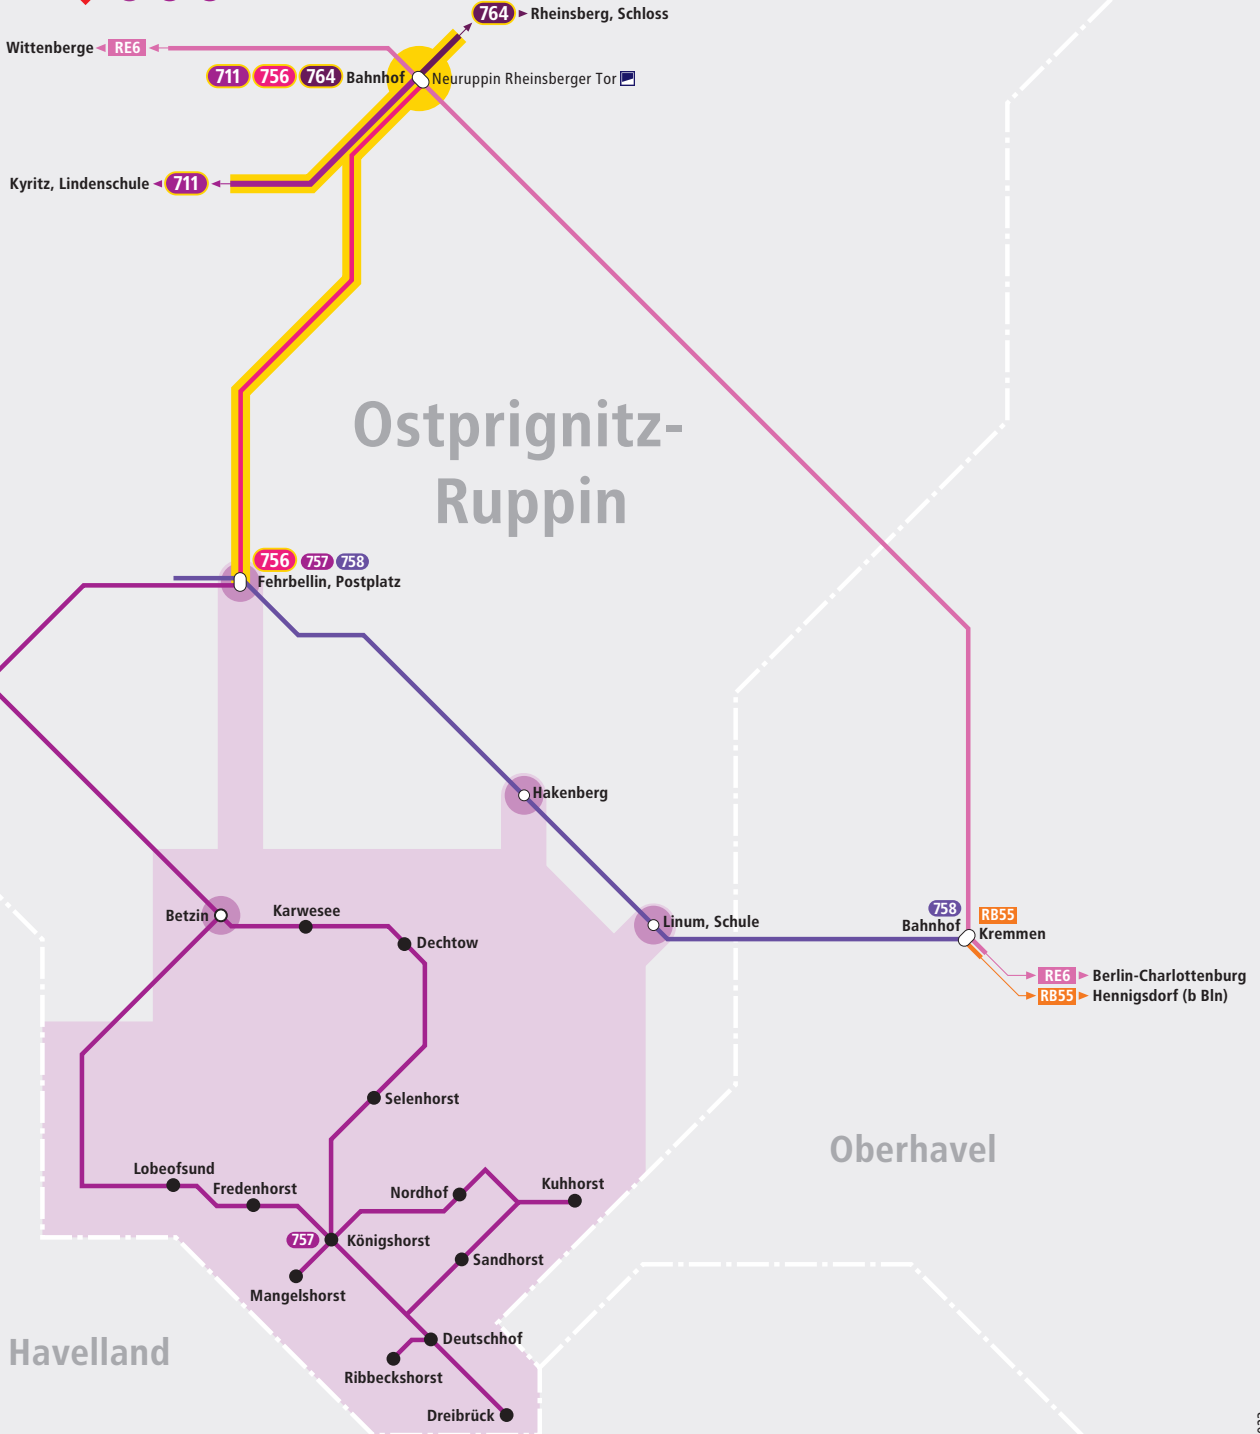 764 Rheinsberg, Schloss
Wittenberge RE6
711 756 764 Bahnhof Neuruppin Rheinsberger Tor
Kyritz, Lindenschule 711
Ostprignitz-
Ruppin
756 757 758
Fehrbellin, Postplatz
Hakenberg
Betzin
Karwesee
Dechtow
Linum, Schule
758
Bahnhof
RB55
Kremmen
RE6 Berlin-Charlottenburg
RB55 Hennigsdorf (b Bln)
Selenhorst
Oberhavel
Lobeofsund
Fredenhorst
Nordhof
Kuhhorst
757 Königshorst
Sandhorst
Mangelshorst
Havelland
Deutschhof
Ribbeckshorst
Dreibrück